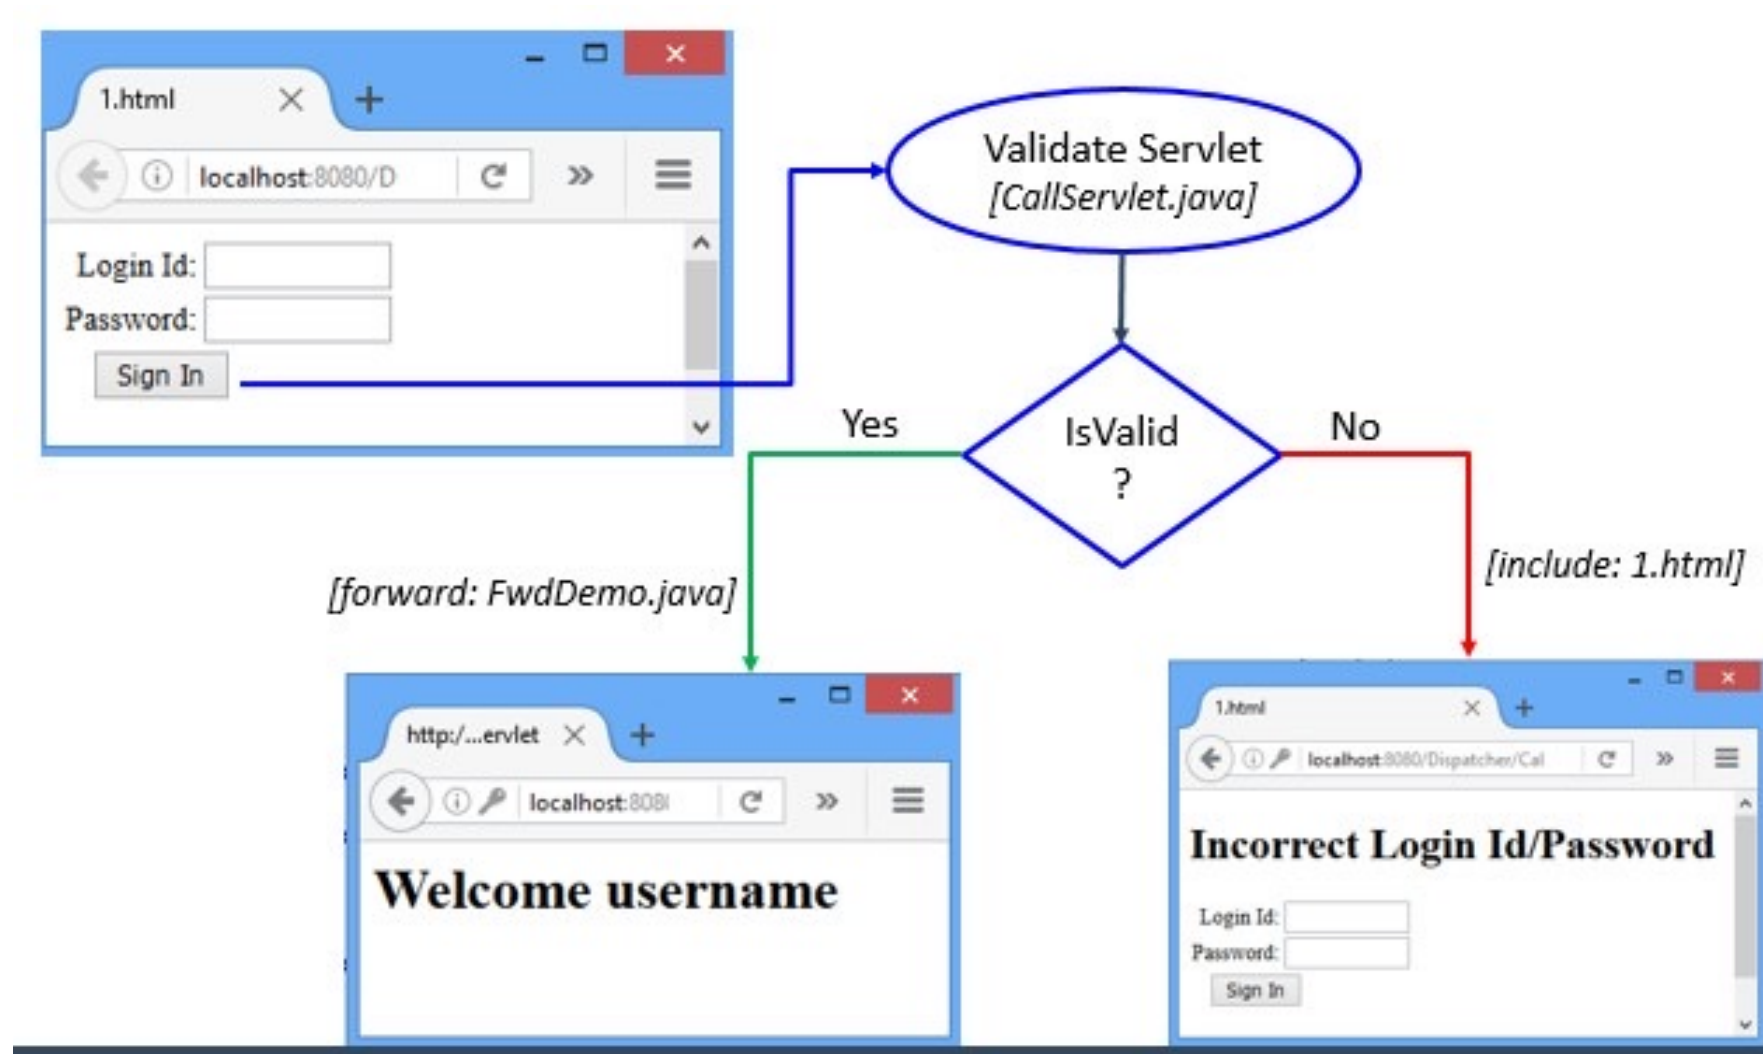 1.html
localhost:8080/D
Login Id:
Password:
Sign In
Validate Servlet
[CallServlet.java]
IsValid
?
Yes
No
[forward: FwdDemo.java]
[include: 1.html]
http:/...ervlet
localhost:808
Welcome username
1.html
localhost:8080/Dispatcher/Cal
Incorrect Login Id/Password
Login Id:
Password:
Sign In